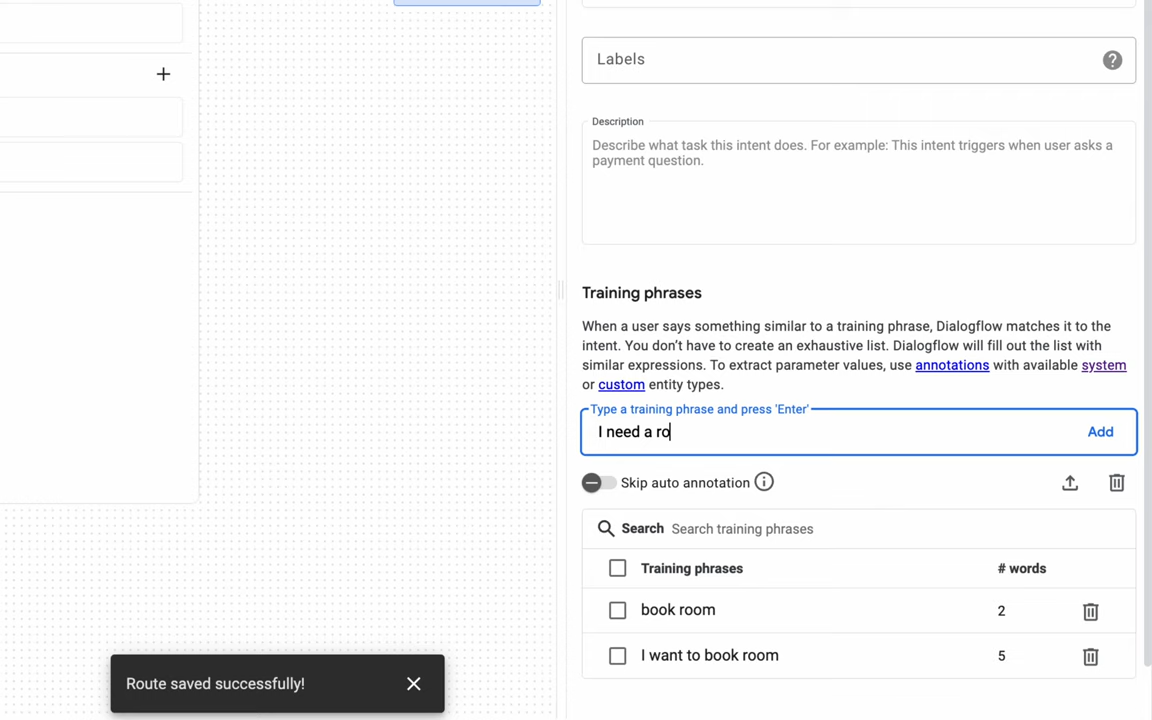 Labels
Description
Describe what task this intent does. For example: This intent triggers when user asks a
payment question.
Training phrases
When a user says something similar to a training phrase, Dialogflow matches it to the
intent. You don’t have to create an exhaustive list. Dialogflow will fill out the list with
similar expressions. To extract parameter values, use annotations with available system
or custom entity types.
Type a training phrase and press 'Enter'
I need a ro
Add
Skip auto annotation
Search Search training phrases
Training phrases # words
book room 2
I want to book room 5
Route saved successfully!